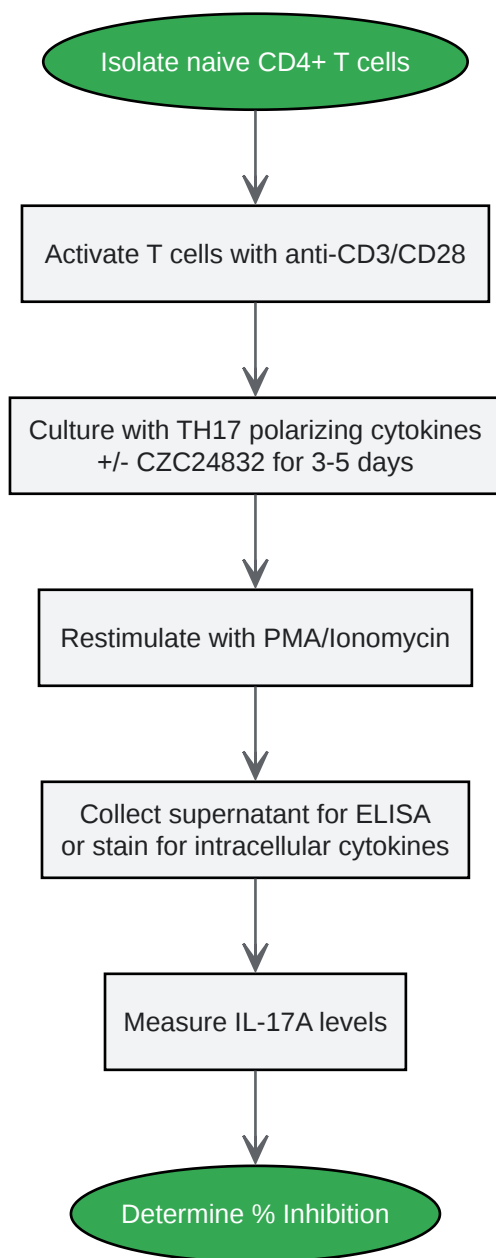 Isolate naive CD4+ T cells
Activate T cells with anti-CD3/CD28
Culture with TH17 polarizing cytokines
+/- CZC24832 for 3-5 days
Restimulate with PMA/Ionomycin
Collect supernatant for ELISA
or stain for intracellular cytokines
Measure IL-17A levels
Determine % Inhibition